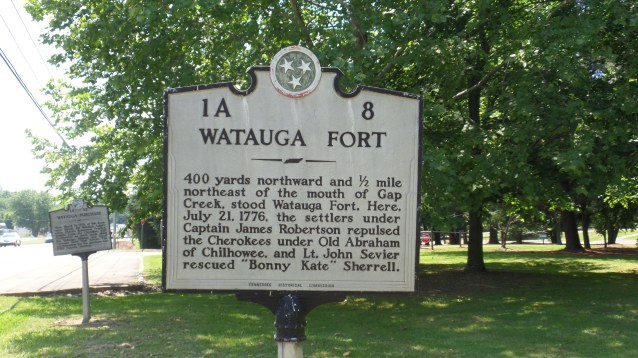 1A 8
WATAUGA FORT
400 yards northward and ½ mile
northeast of the mouth of Gap
Creek, stood Watauga Fort. Here,
July 21, 1776, the settlers under
Captain James Robertson repulsed
the Cherokees under Old Abraham
of Chilhowee, and Lt. John Sevier
rescued "Bonny Kate" Sherrell.
TENNESSEE HISTORICAL COMMISSION